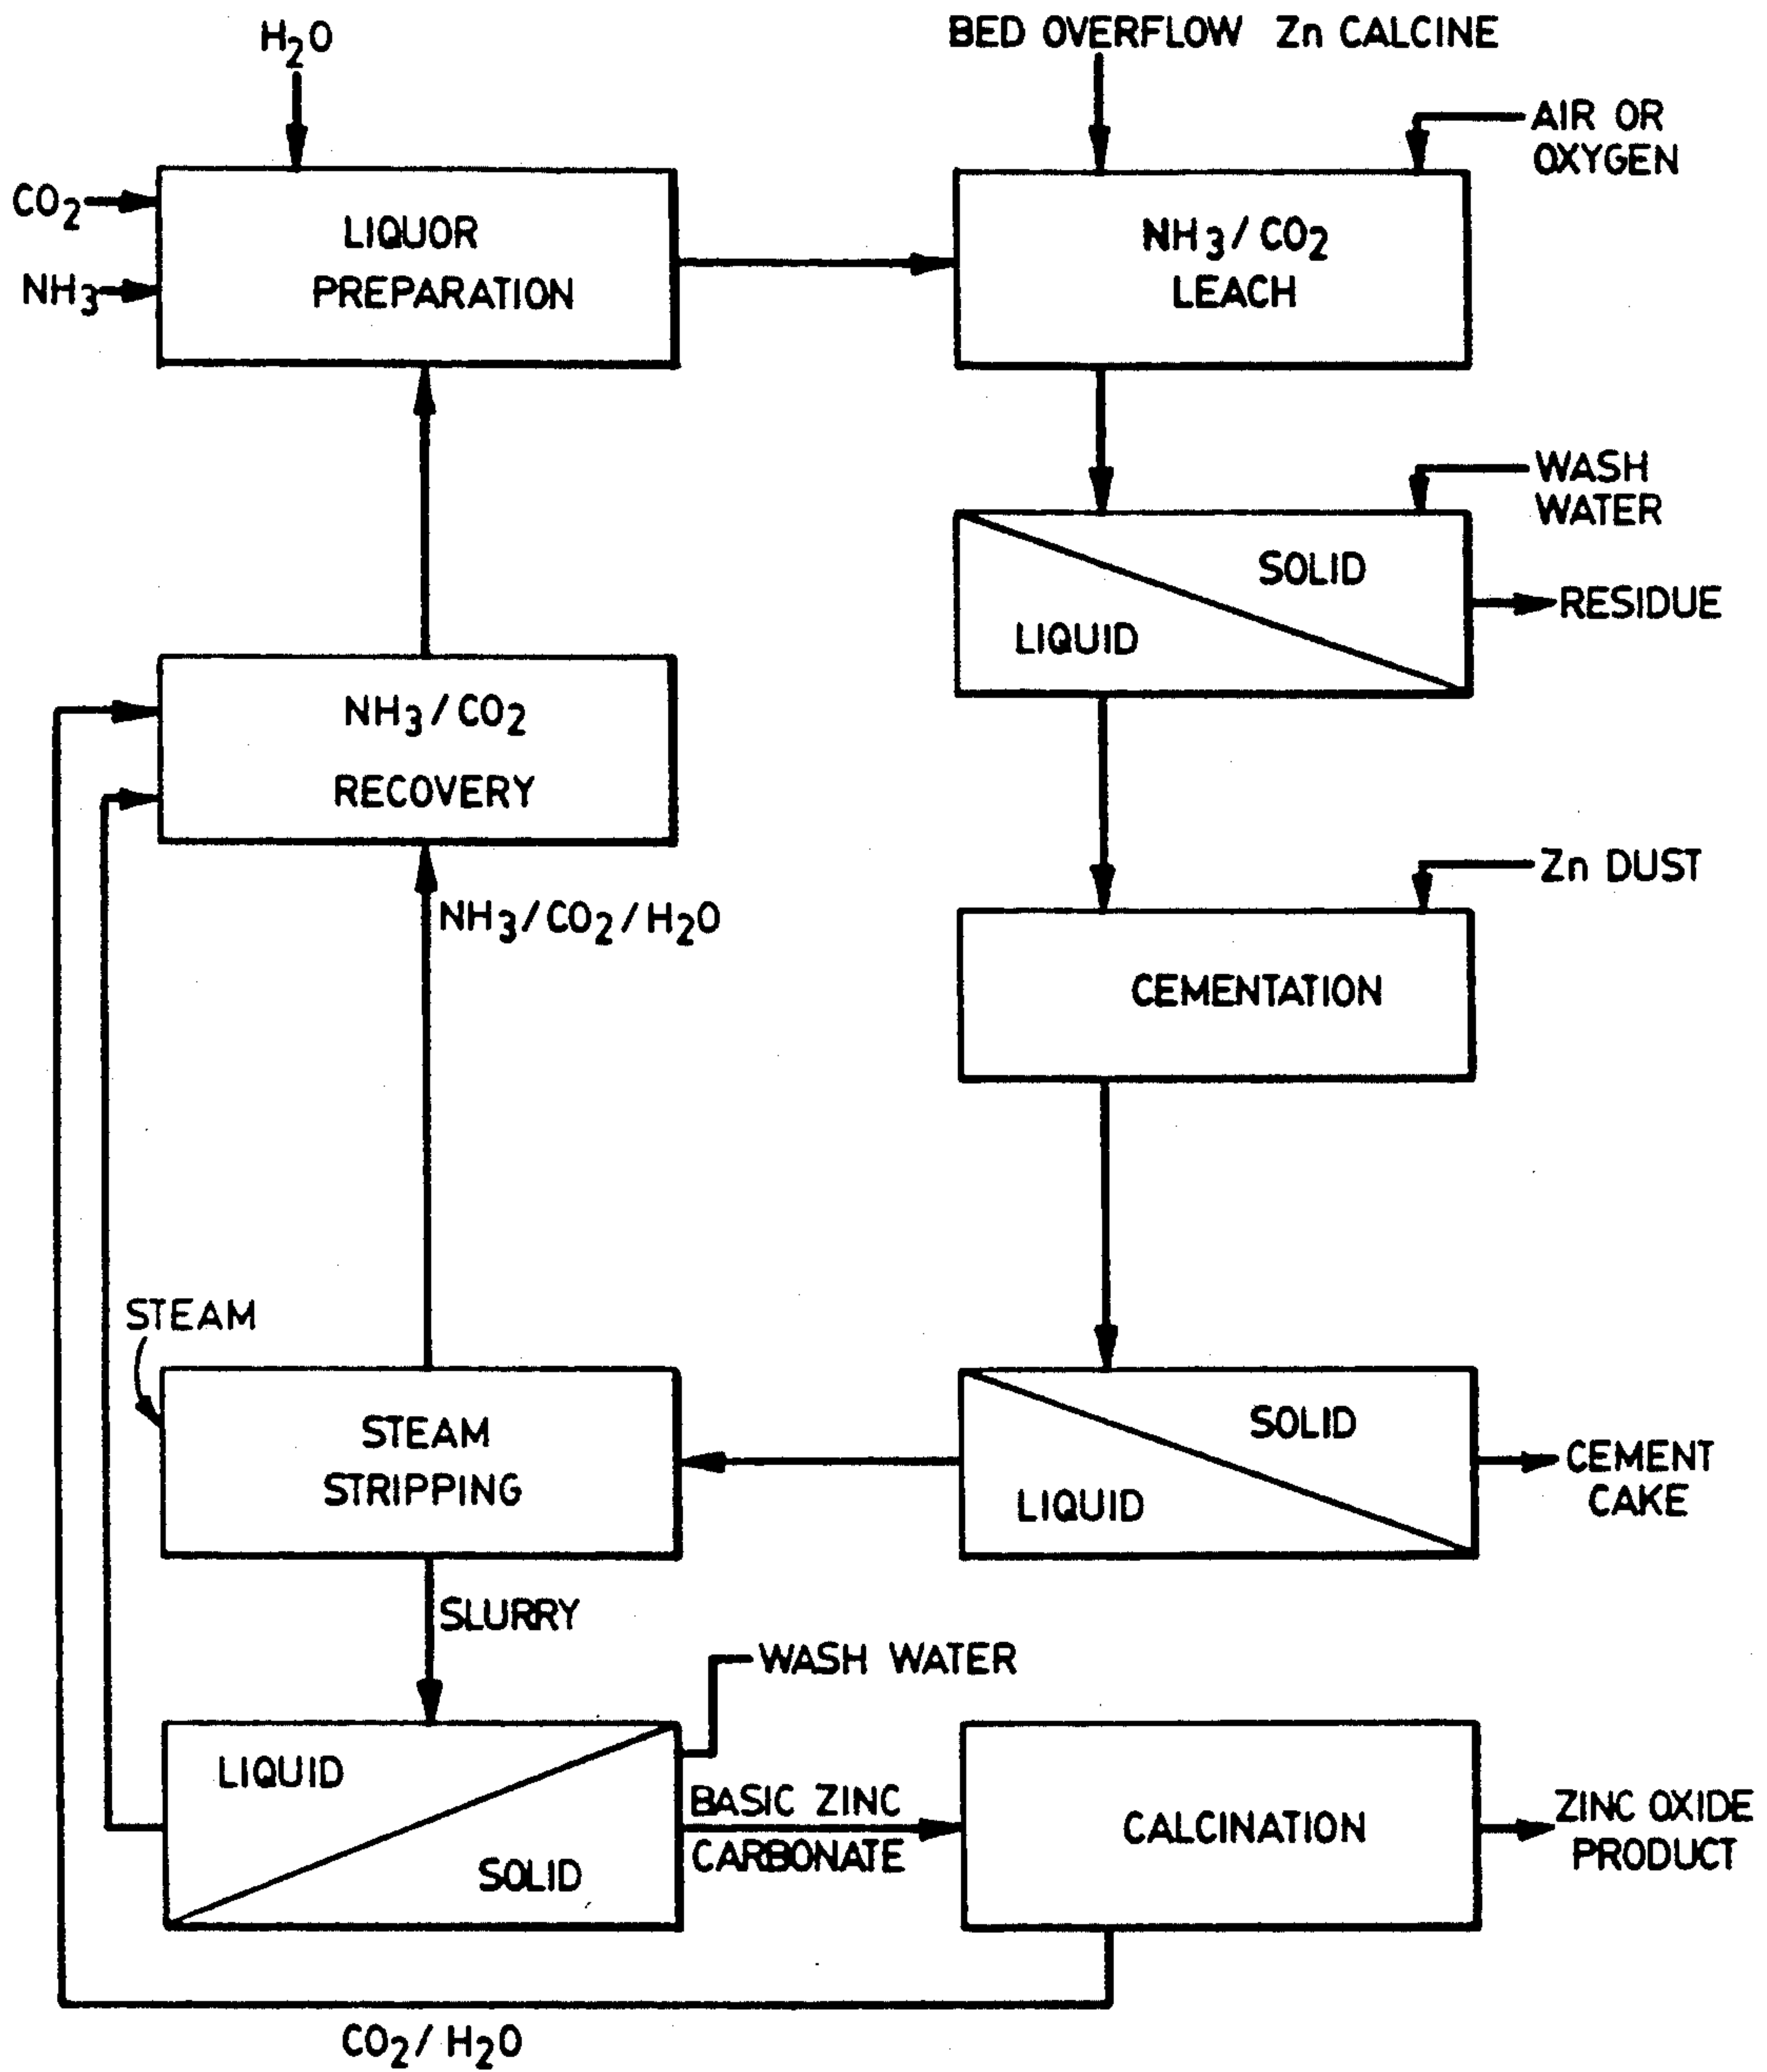 H2O
BED OVERFLOW Zn CALCINE
AIR OR
OXYGEN
CO2
NH3
LIQUOR
PREPARATION
NH3/CO2
LEACH
WASH
WATER
SOLID
LIQUID
RESIDUE
NH3/CO2
RECOVERY
Zn DUST
NH3/CO2/H2O
CEMENTATION
STEAM
STEAM
STRIPPING
SOLID
LIQUID
CEMENT
CAKE
SLURRY
WASH WATER
LIQUID
SOLID
BASIC ZINC
CARBONATE
CALCINATION
ZINC OXIDE
PRODUCT
CO2/H2O